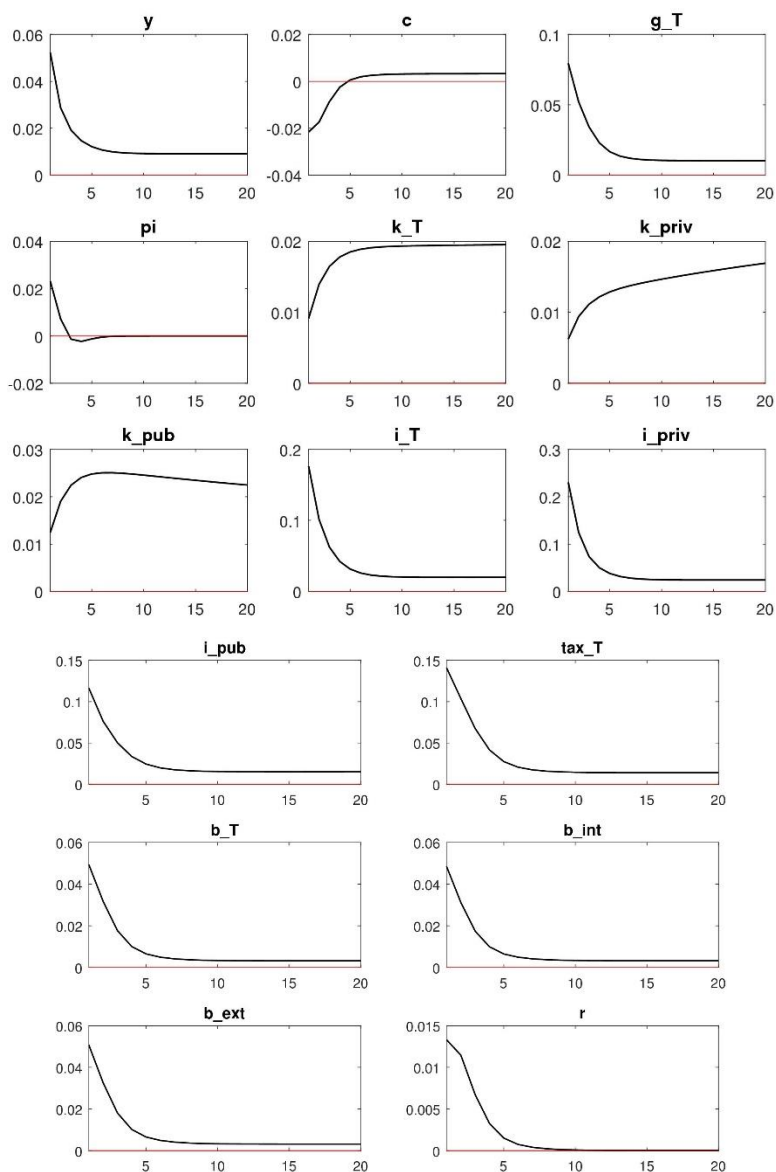 y c g_T
0.06 0.02 0.1
0.04 0 0.05
0.02 -0.02
0 -0.04 0
5 10 15 20 5 10 15 20 5 10 15 20
pi k_T k_priv
0.04 0.02 0.02
0.02 0.01 0.01
0
-0.02 0 0
5 10 15 20 5 10 15 20 5 10 15 20
k_pub i_T i_priv
0.03 0.2 0.3
0.02 0.1 0.2
0.01 0.1
0 0 0
5 10 15 20 5 10 15 20 5 10 15 20
i_pub tax_T
0.15 0.15
0.1 0.1
0.05 0.05
0 0
5 10 15 20 5 10 15 20
b_T b_int
0.06 0.06
0.04 0.04
0.02 0.02
0 0
5 10 15 20 5 10 15 20
b_ext r
0.06 0.015
0.04 0.01
0.02 0.005
0 0
5 10 15 20 5 10 15 20